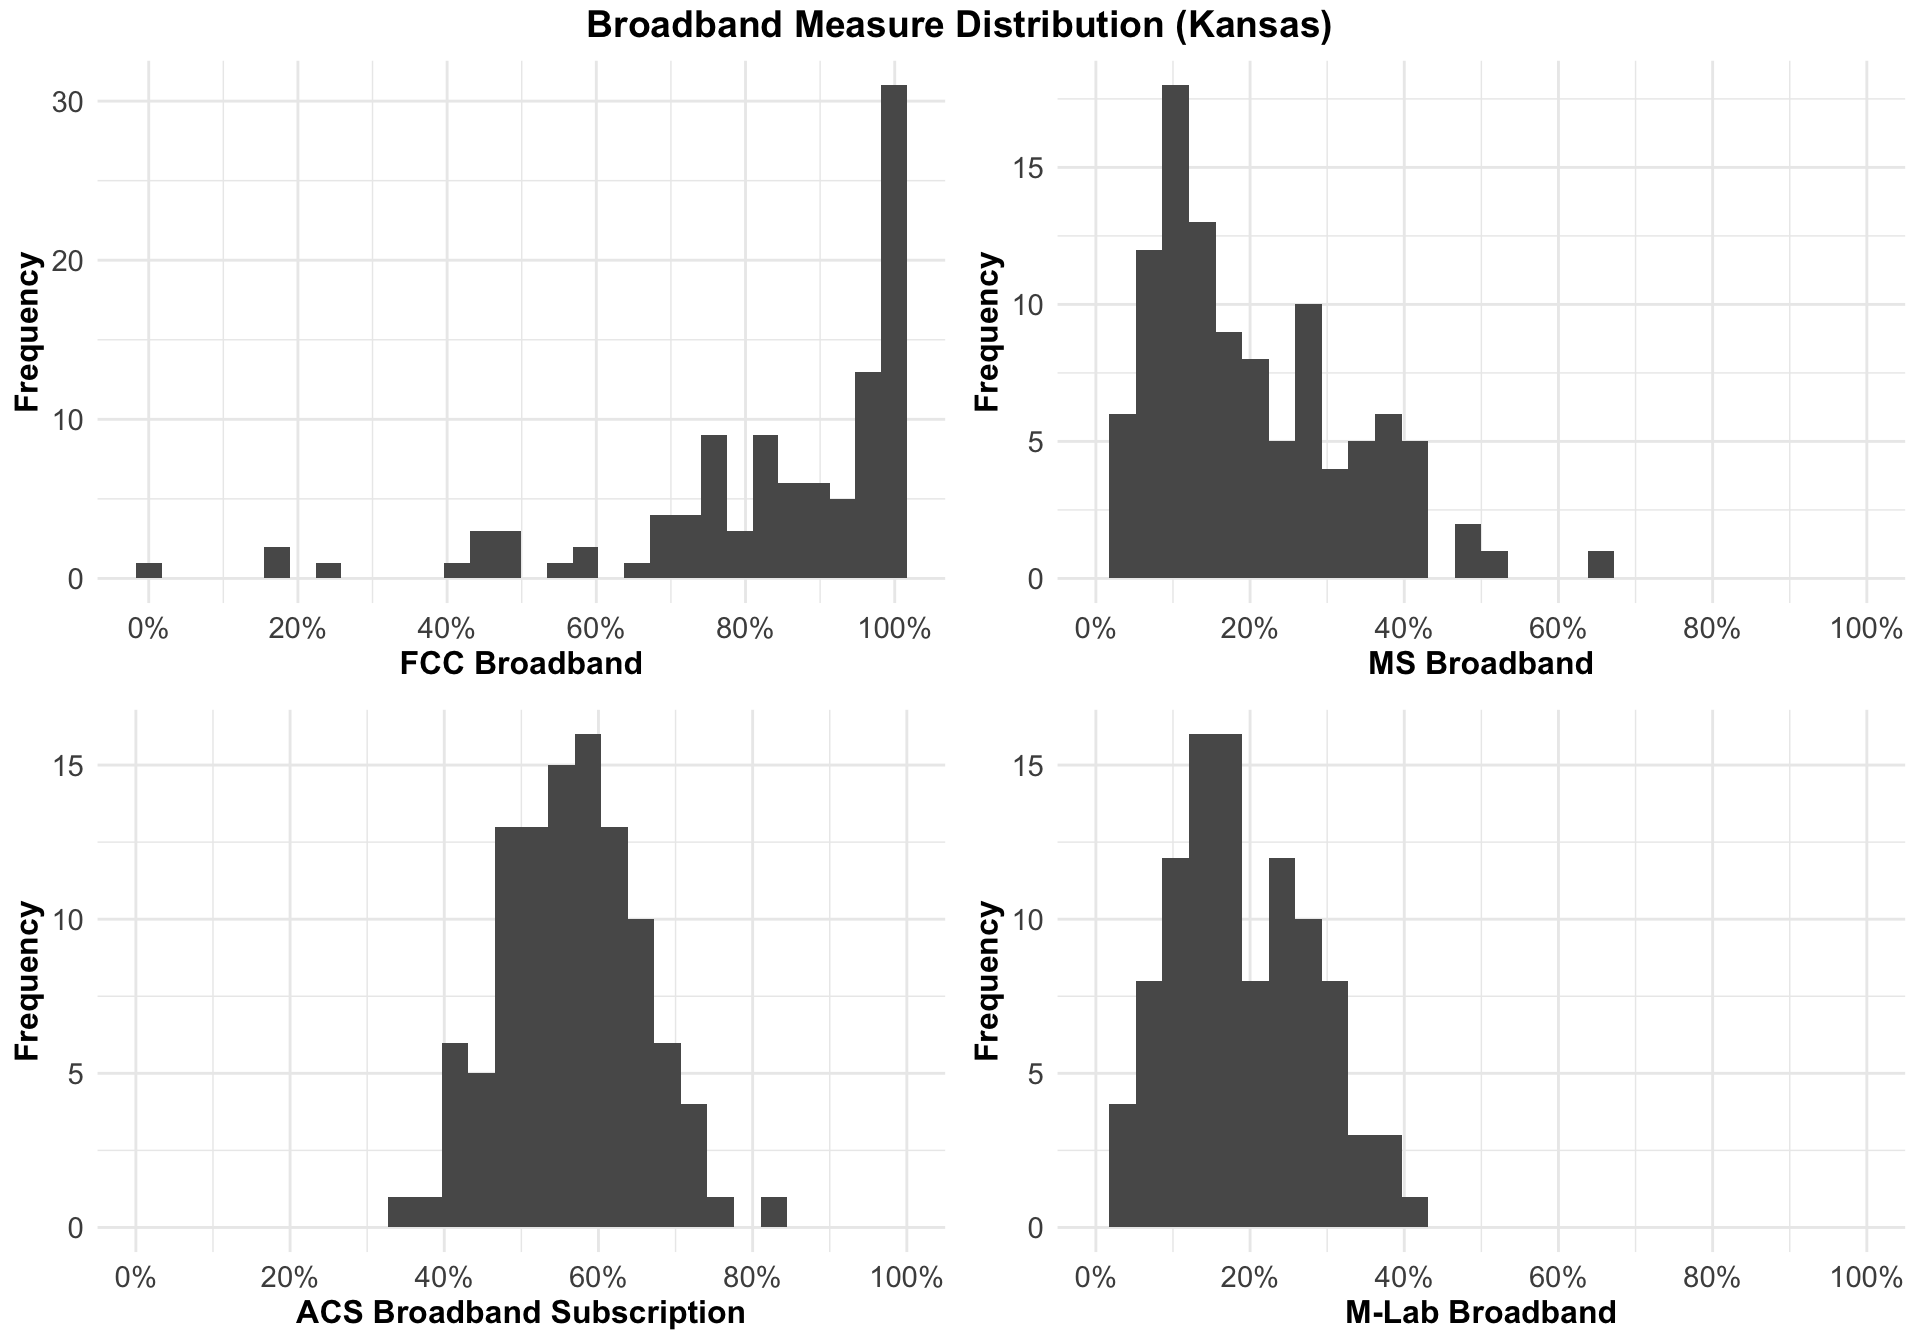 Broadband Measure Distribution (Kansas)
Frequency
30
20
10
0
0% 20% 40% 60% 80% 100%
FCC Broadband
Frequency
15
10
5
0
0% 20% 40% 60% 80% 100%
MS Broadband
Frequency
15
10
5
0
0% 20% 40% 60% 80% 100%
ACS Broadband Subscription
Frequency
15
10
5
0
0% 20% 40% 60% 80% 100%
M-Lab Broadband